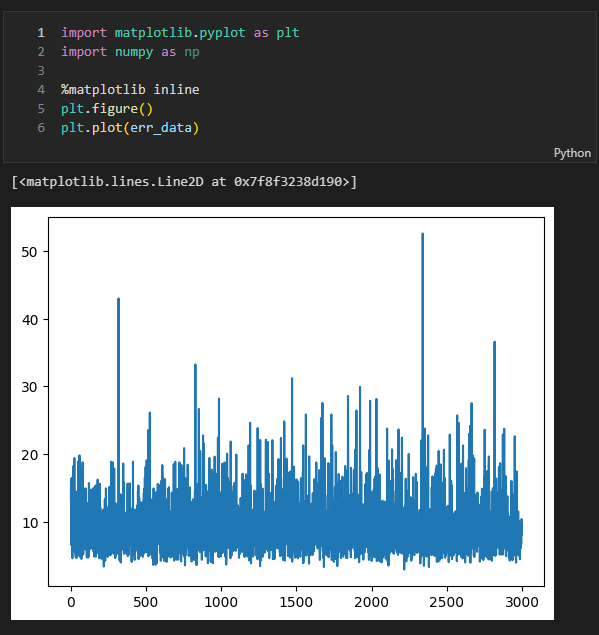 1 import matplotlib.pyplot as plt
2 import numpy as np
3
4 %matplotlib inline
5 plt.figure()
6 plt.plot(err_data)
Python
[<matplotlib.lines.Line2D at 0x7f8f3238d190>]
50
40
30
20
10
0 500 1000 1500 2000 2500 3000